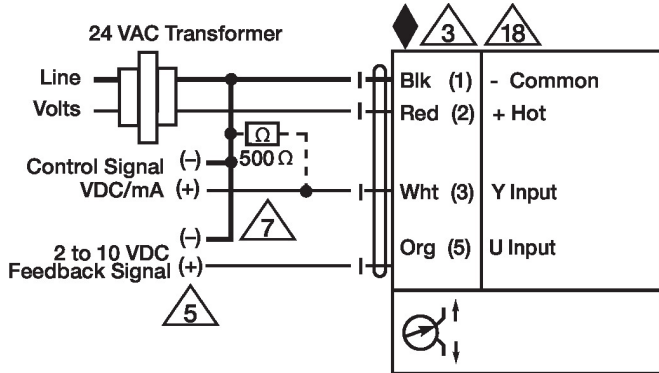 24 VAC Transformer
3
18
Line
Volts
Blk (1) - Common
Red (2) + Hot
Ω
500 Ω
Control Signal (-)
VDC/mA (+)
Wht (3) Y Input
7
(-)
2 to 10 VDC
Feedback Signal (+)
Org (5) U Input
5